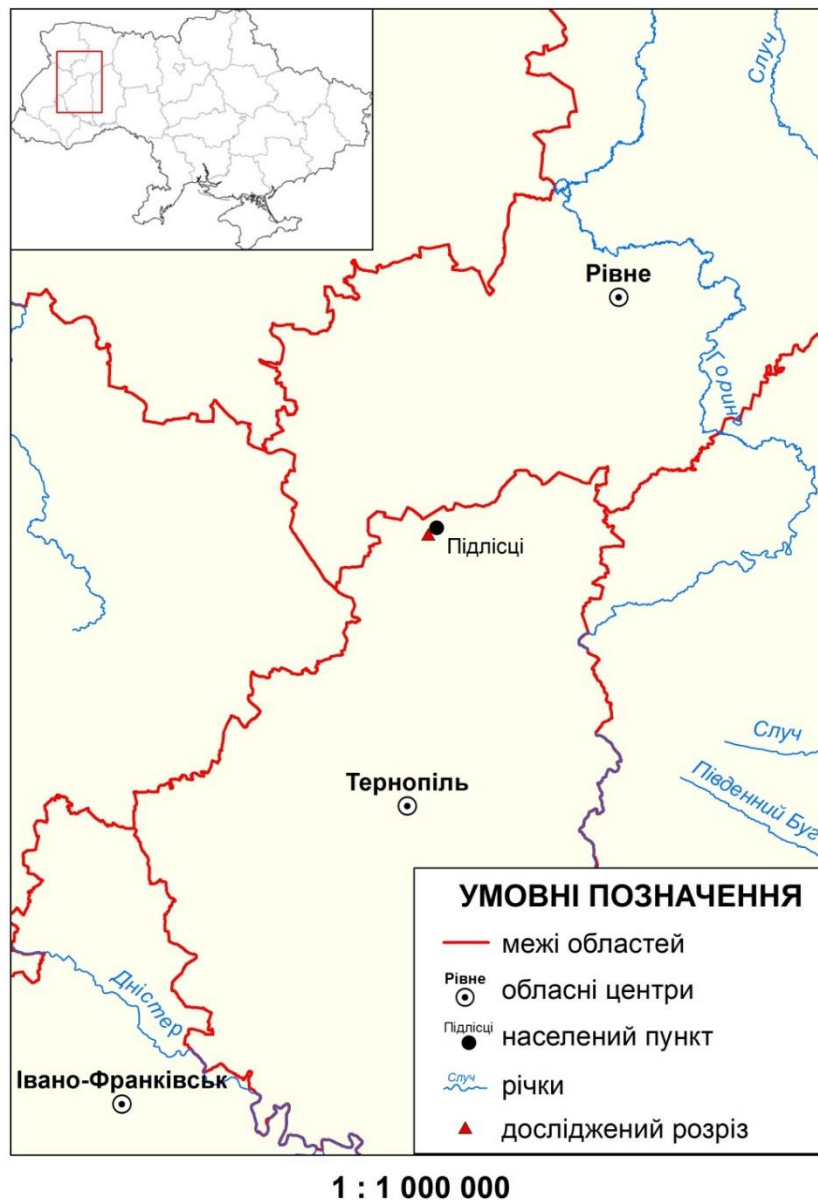 Случ
Рівне
Горинь
Підлісці
Случ
Південний Буг
Тернопіль
УМОВНІ ПОЗНАЧЕННЯ
межі областей
Рівне
обласні центри
Підлісці
населений пункт
Случ
річки
досліджений розріз
Дністер
Івано-Франківськ
1 : 1 000 000